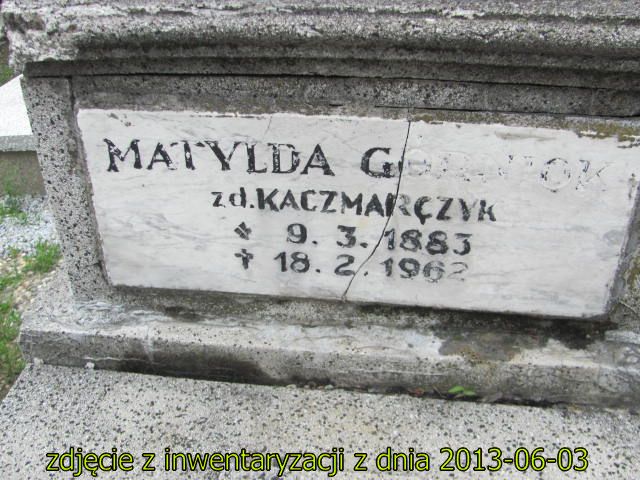 MATYLDA
zd. KACZMARCZYK
* 9. 3. 1883
† 18. 2. 1962
zdjęcie z inwentaryzacji z dnia 2013-06-03